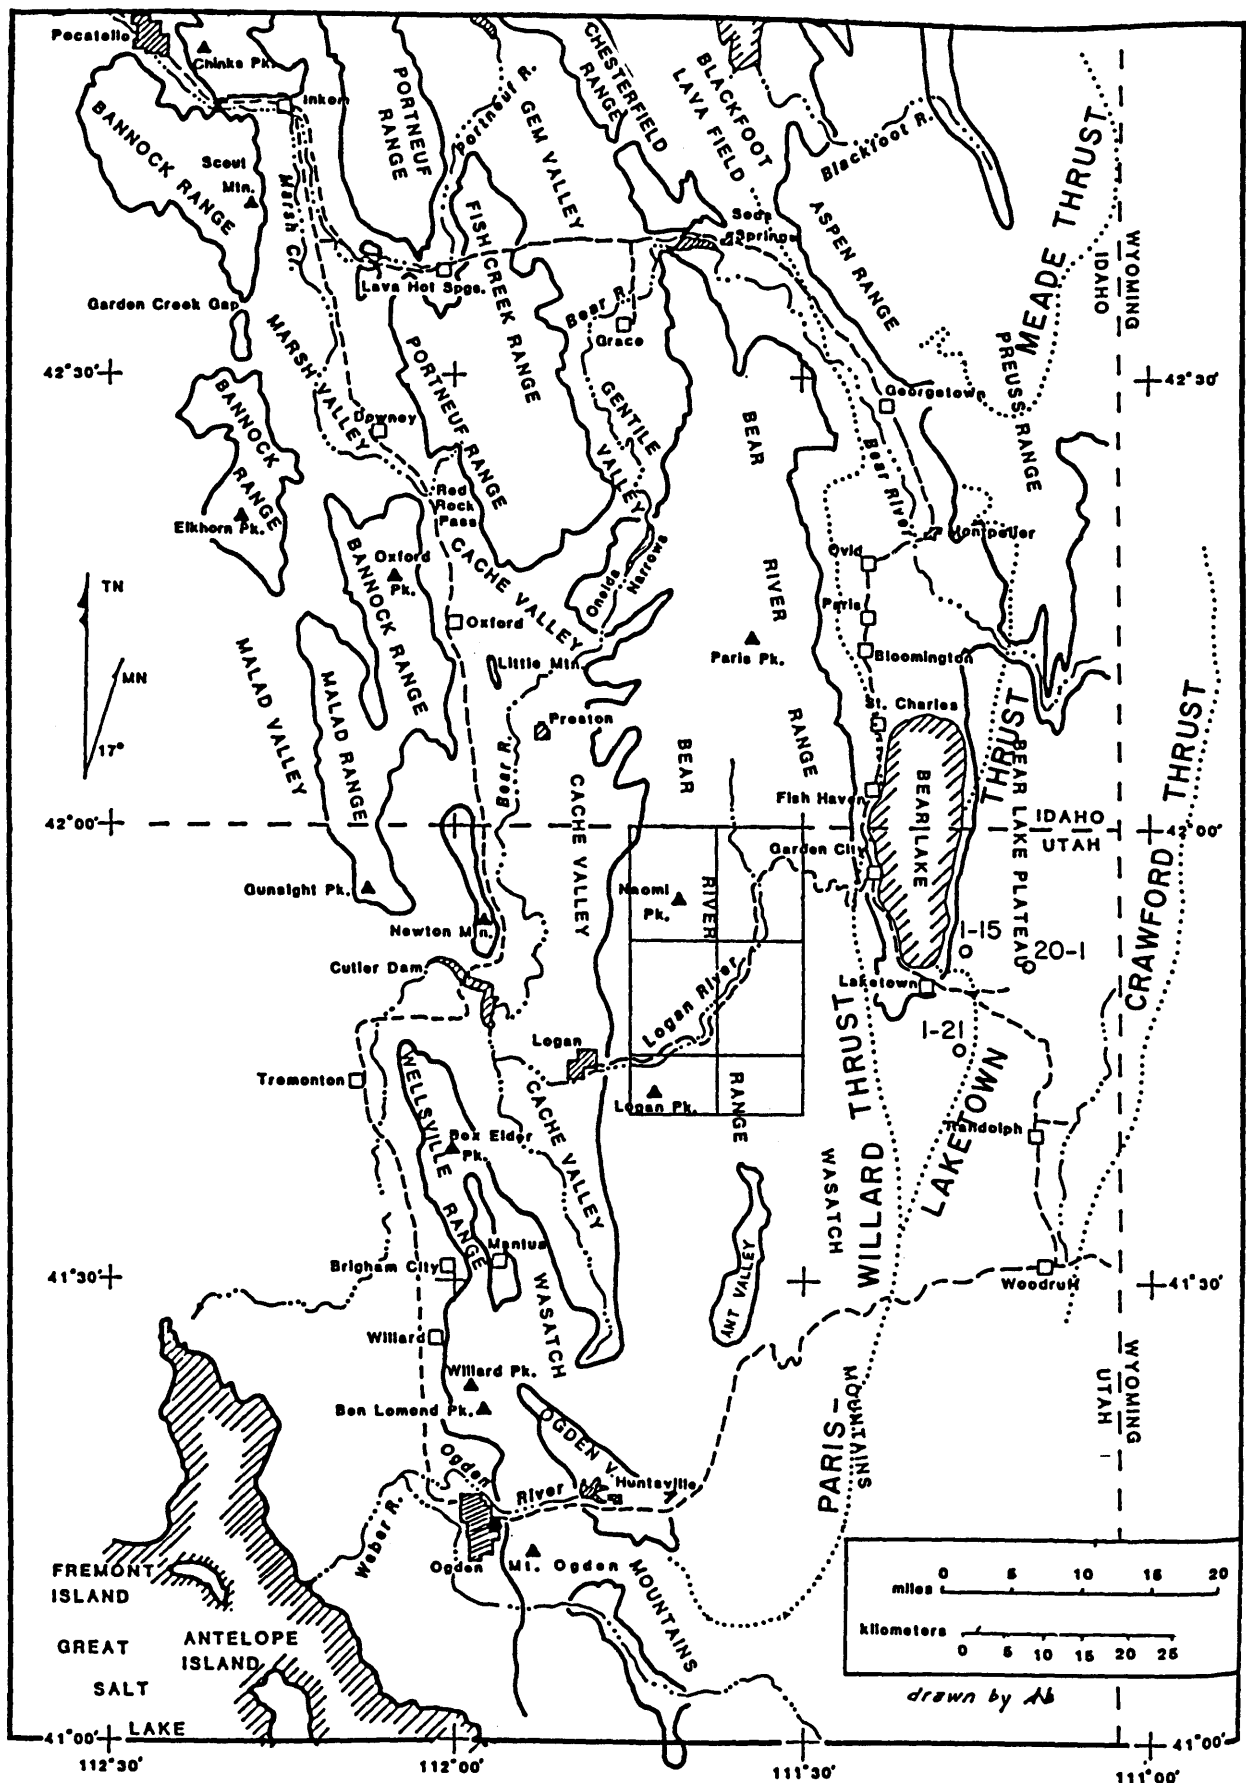 Pocatello
Chinks Pk.
Inkom
BANNOCK RANGE
Scout
Mtn.
Marsh Cr.
PORTNEUF
RANGE
Portneuf R.
GEM VALLEY
CHESTERFIELD
RANGE
BLACKFOOT
LAVA FIELD
Blackfoot R.
MEADE THRUST
WYOMING
IDAHO
Soda
Springs
ASPEN RANGE
Lava Hot Spgs.
FISH CREEK RANGE
Garden Creek Gap
Bear R.
Grace
MARSH VALLEY
PORTNEUF RANGE
PREUSS RANGE
42°30'
42°30'
BANNOCK
RANGE
Downey
GENTILE
VALLEY
BEAR
RIVER
RANGE
Georgetown
Bear River
Red
Rock
Pass
Elkhorn Pk.
Oxford
Pk.
BANNOCK RANGE
CACHE VALLEY
Oneida
Narrows
Montpelier
Ovid
Paris
Bloomington
Paris Pk.
TN
MN
17°
Oxford
Little Mtn.
MALAD VALLEY
MALAD RANGE
Preston
Bear R.
St. Charles
THRUST
BEAR LAKE PLATEAU
CRAWFORD THRUST
BEAR
RIVER
RANGE
Fish Haven
BEAR LAKE
42°00'
IDAHO
UTAH
42°00'
CACHE VALLEY
Garden City
Gunsight Pk.
Naomi
Pk.
Newton Mtn.
1-15
20-1
Cutler Dam
Laketown
Logan River
Logan
1-21
Tremonton
WELLSVILLE
RANGE
CACHE VALLEY
Logan Pk.
WILLARD THRUST
LAKETOWN
Randolph
Box Elder
Pk.
WASATCH
Mantua
Brigham City
WASATCH
ANT VALLEY
41°30'
41°30'
Woodruff
Willard
Willard Pk.
Ben Lomond Pk.
PARIS-
MOUNTAINS
WYOMING
UTAH
OGDEN V.
Ogden
River
Huntsville
Weber R.
Ogden
Mt. Ogden
MOUNTAINS
FREMONT
ISLAND
GREAT
SALT
LAKE
ANTELOPE
ISLAND
miles
0 5 10 15 20
kilometers
0 5 10 15 20 25
drawn by
41°00'
41°00'
112°30'
112°00'
111°30'
111°00'